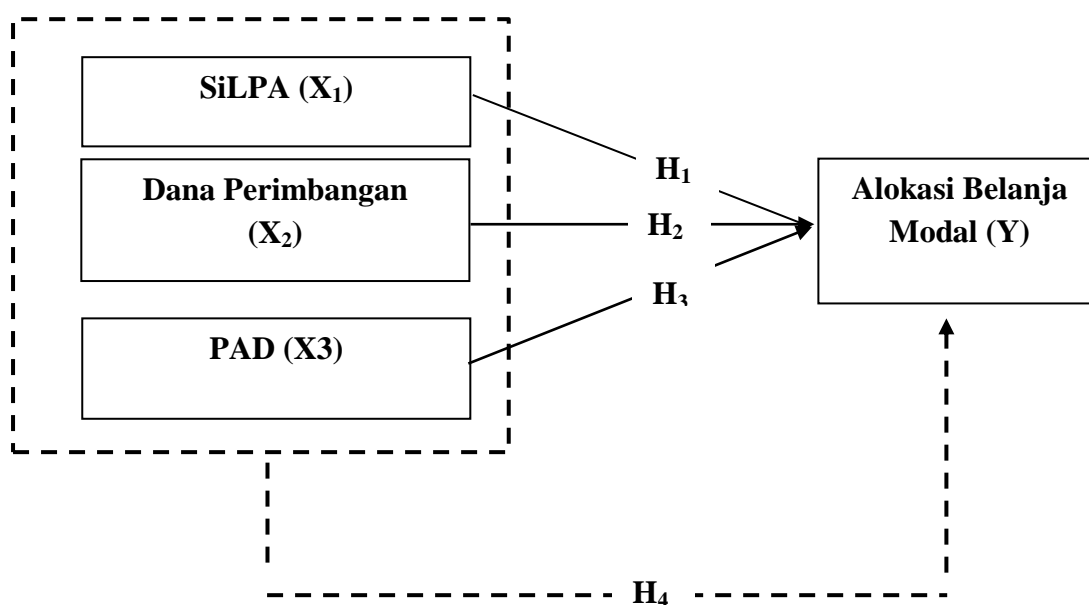 SiLPA (X₁)
Dana Perimbangan
(X₂)
PAD (X3)
H₁
H₂
H₃
Alokasi Belanja
Modal (Y)
H₄